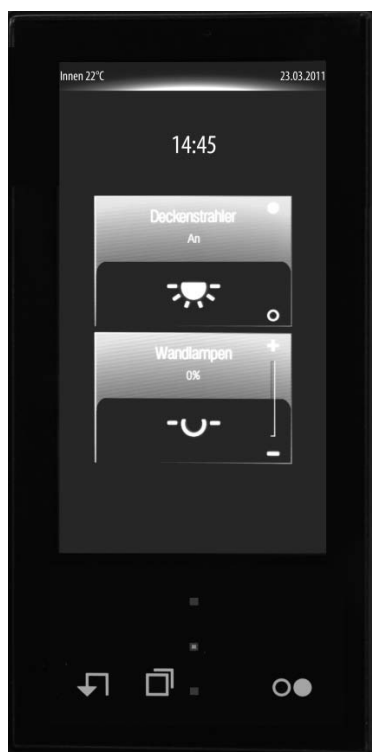 Innen 22°C 23.03.2011
14:45
Deckenstrahler
An
Wandlampen
0%